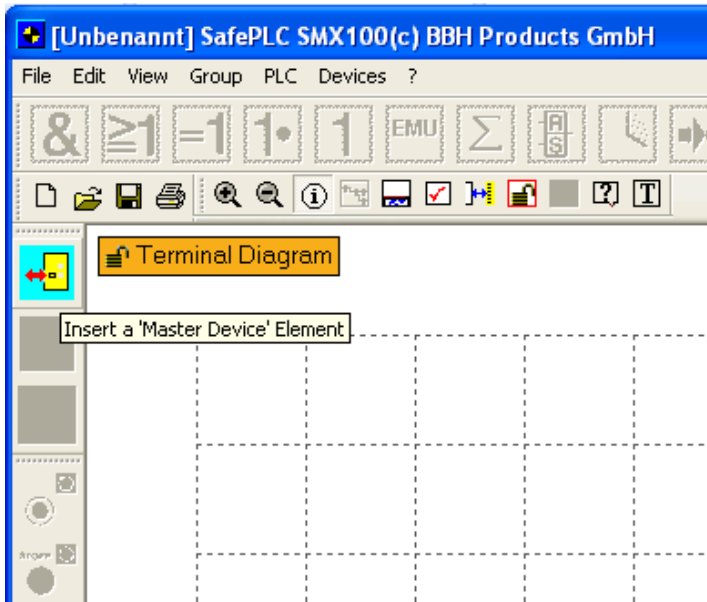 [Unbenannt] SafePLC SMX100(c) BBH Products GmbH
File Edit View Group PLC Devices ?
& ≥1 =1 1• 1 EMU Σ A S
i ? T
Terminal Diagram
Insert a 'Master Device' Element